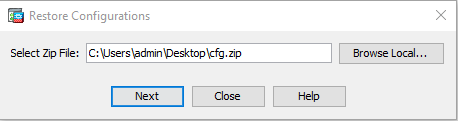 Restore Configurations
Select Zip File: C:\Users\admin\Desktop\cfg.zip Browse Local...
Next Close Help